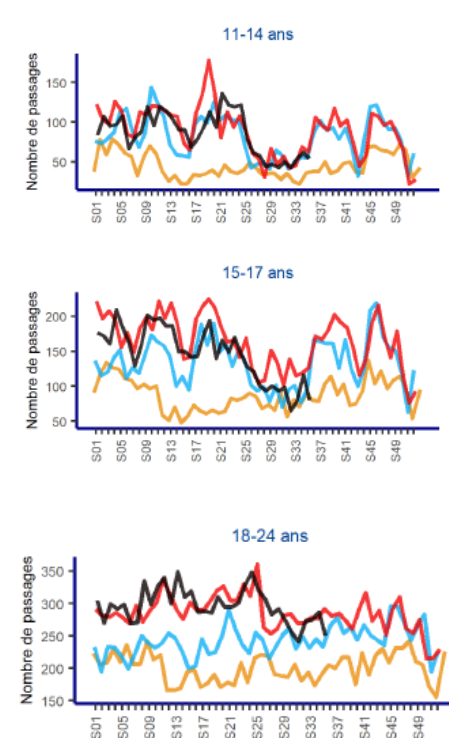 11-14 ans
Nombre de passages
150
100
50
S01 S05 S09 S13 S17 S21 S25 S29 S33 S37 S41 S45 S49
15-17 ans
Nombre de passages
200
150
100
50
S01 S05 S09 S13 S17 S21 S25 S29 S33 S37 S41 S45 S49
18-24 ans
Nombre de passages
350
300
250
200
150
S01 S05 S09 S13 S17 S21 S25 S29 S33 S37 S41 S45 S49